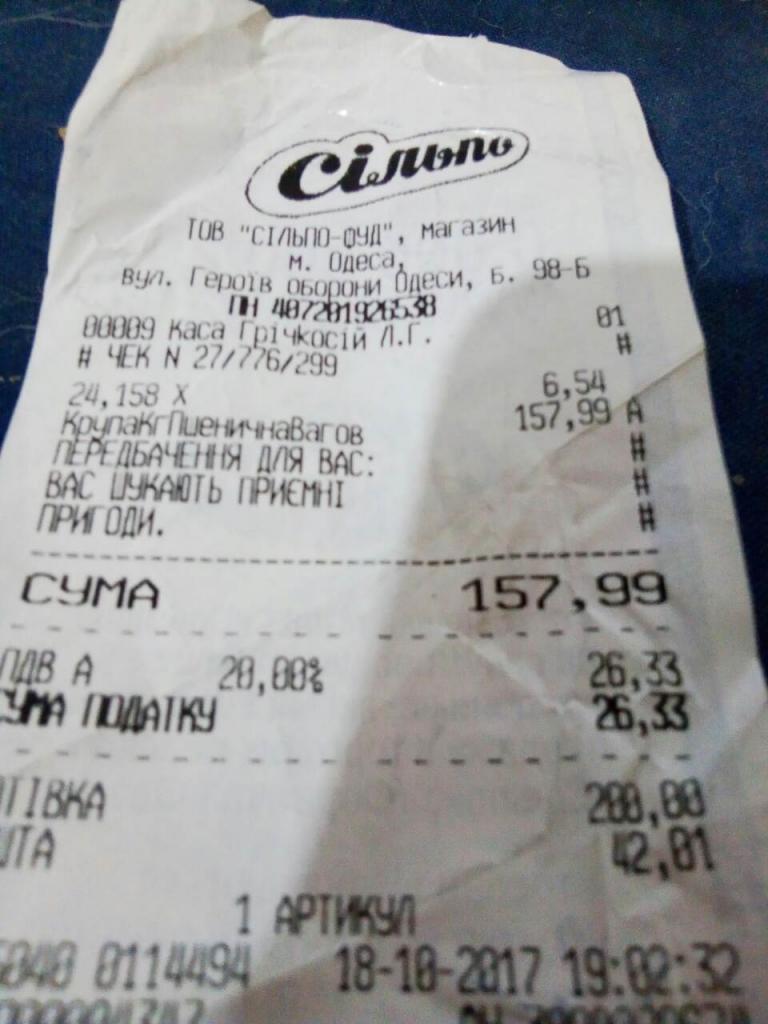 Сільпо
ТОВ "СІЛЬПО-ФУД", магазин
м. Одеса,
вул. Героїв оборони Одеси, Б. 98-Б
ПН 407201926538
00009 Каса Грічкосій Л.Г. 01
# ЧЕК N 27/776/299 #
24,158 X 6,54
КрупаКгПшеничнаВагов 157,99 А
ПЕРЕДБАЧЕННЯ ДЛЯ ВАС: #
ВАС ШУКАЮТЬ ПРИЄМНІ #
ПРИГОДИ. #
СУМА 157,99
ПДВ А 20,00% 26,33
СУМА ПОДАТКУ 26,33
ОТІВКА 200,00
ШТА 42,01
1 АРТИКУЛ
5040 0114494 18-10-2017 19:02:32